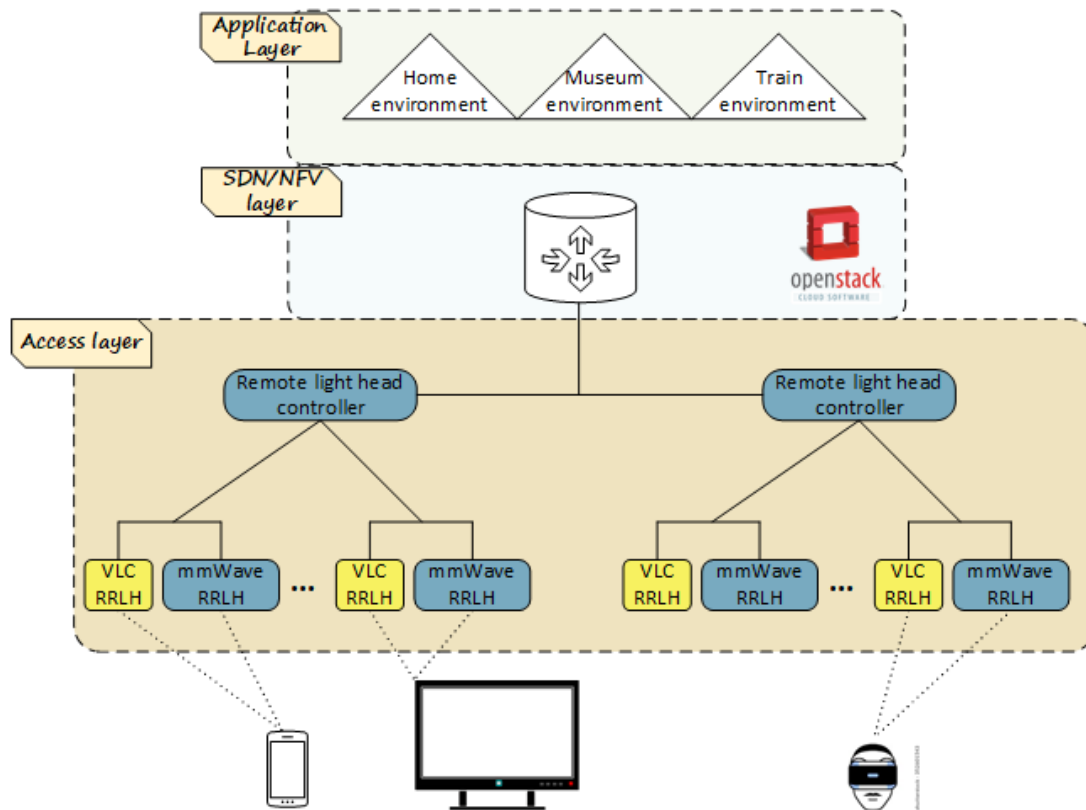 Application
Layer
Home
environment
Museum
environment
Train
environment
SDN/NFV
layer
openstack
CLOUD SOFTWARE
Access layer
Remote light head
controller
Remote light head
controller
VLC
RRLH
mmWave
RRLH
...
VLC
RRLH
mmWave
RRLH
VLC
RRLH
mmWave
RRLH
...
VLC
RRLH
mmWave
RRLH